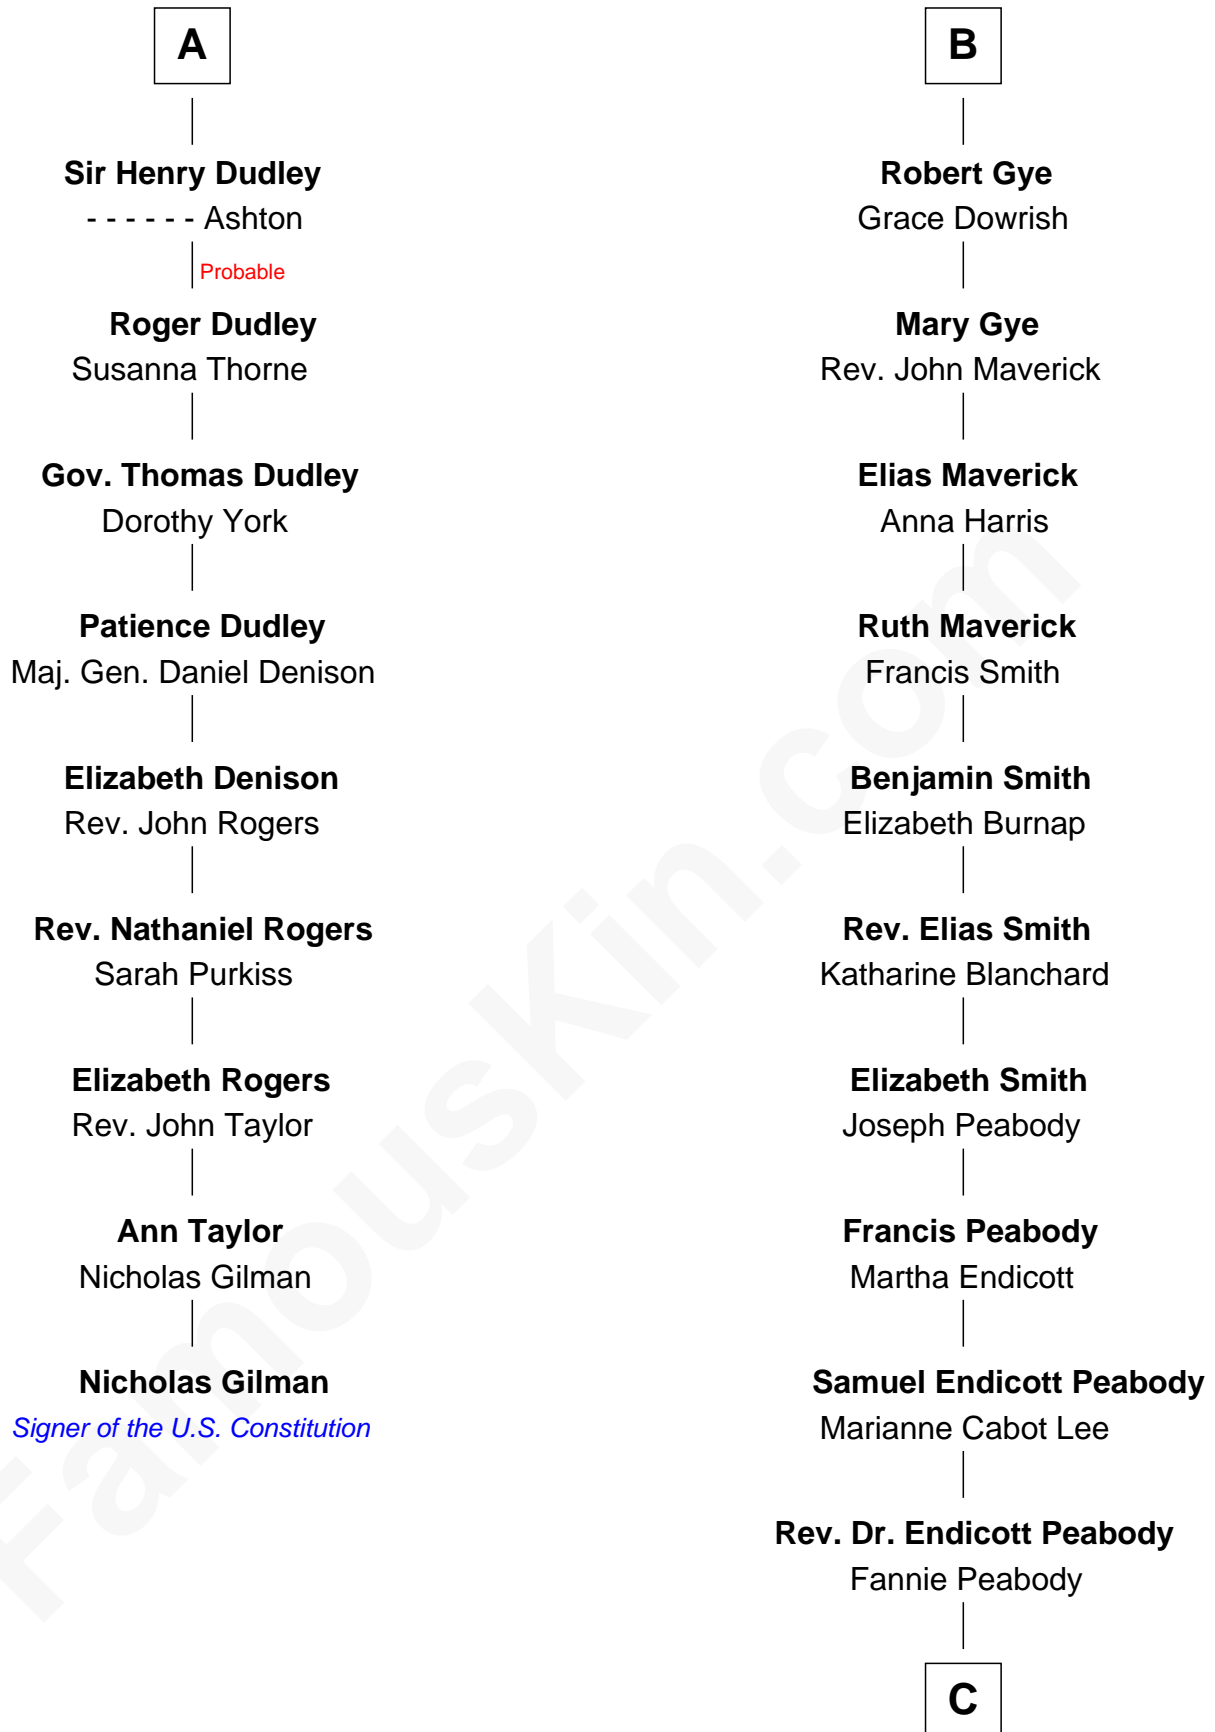 A
Sir Henry Dudley
- - - - - - Ashton
Probable
Roger Dudley
Susanna Thorne
Gov. Thomas Dudley
Dorothy York
Patience Dudley
Maj. Gen. Daniel Denison
Elizabeth Denison
Rev. John Rogers
Rev. Nathaniel Rogers
Sarah Purkiss
Elizabeth Rogers
Rev. John Taylor
Ann Taylor
Nicholas Gilman
Nicholas Gilman
Signer of the U.S. Constitution
B
Robert Gye
Grace Dowrish
Mary Gye
Rev. John Maverick
Elias Maverick
Anna Harris
Ruth Maverick
Francis Smith
Benjamin Smith
Elizabeth Burnap
Rev. Elias Smith
Katharine Blanchard
Elizabeth Smith
Joseph Peabody
Francis Peabody
Martha Endicott
Samuel Endicott Peabody
Marianne Cabot Lee
Rev. Dr. Endicott Peabody
Fannie Peabody
C
FamousKin.com